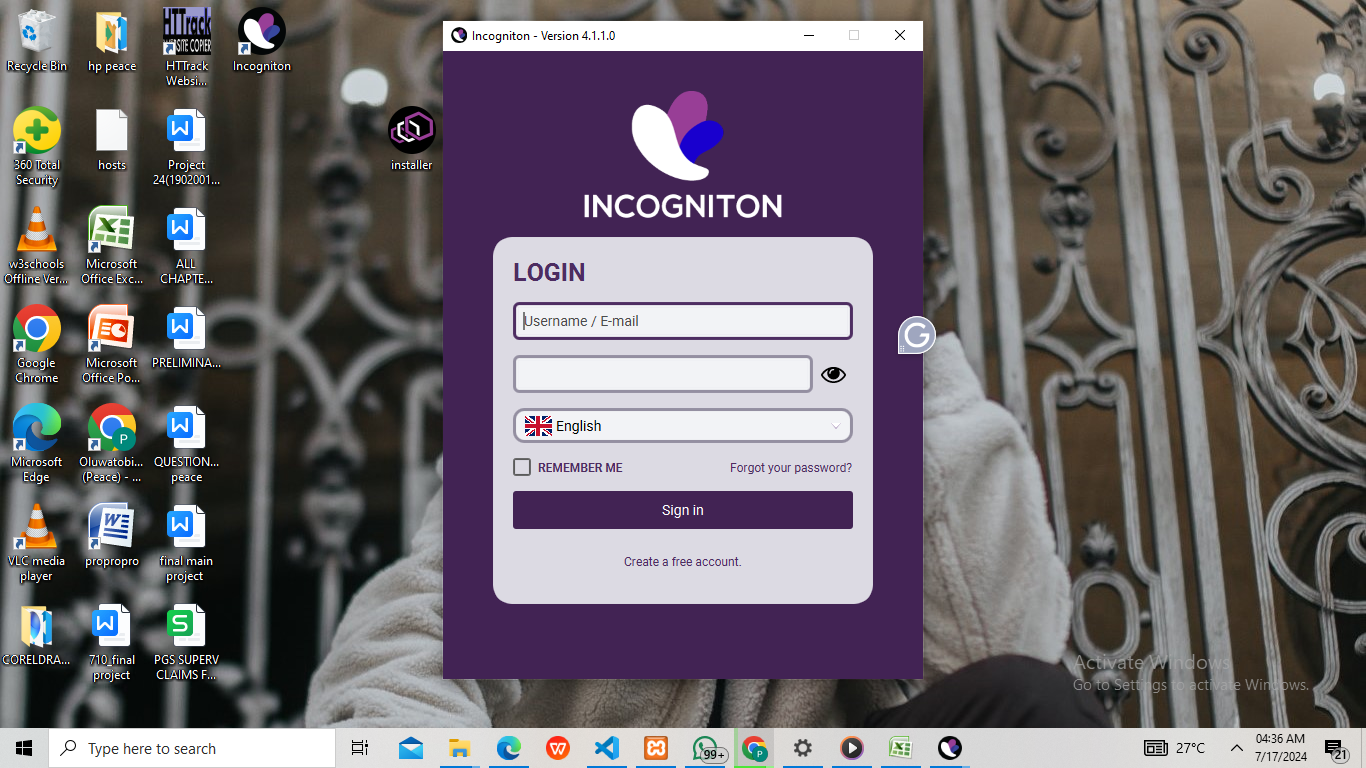 Recycle Bin
hp peace
HTTrack
WEBSITE COPIER
HTTrack
Websi...
Incogniton
360 Total
Security
hosts
Project
24(1902001...
installer
w3schools
Offline Ver...
Microsoft
Office Exc...
ALL
CHAPTE...
Google
Chrome
Microsoft
Office Po...
PRELIMINA...
Microsoft
Edge
Oluwatobi...
(Peace) - ...
QUESTION...
peace
VLC media
player
propropro
final main
project
CORELDRA...
710_final
project
PGS SUPERV
CLAIMS F...
Incogniton - Version 4.1.1.0
INCOGNITON
LOGIN
Username / E-mail
English
REMEMBER ME
Forgot your password?
Sign in
Create a free account.
Activate Windows
Go to Settings to activate Windows.
Type here to search
99+
27°C
04:36 AM
7/17/2024
21